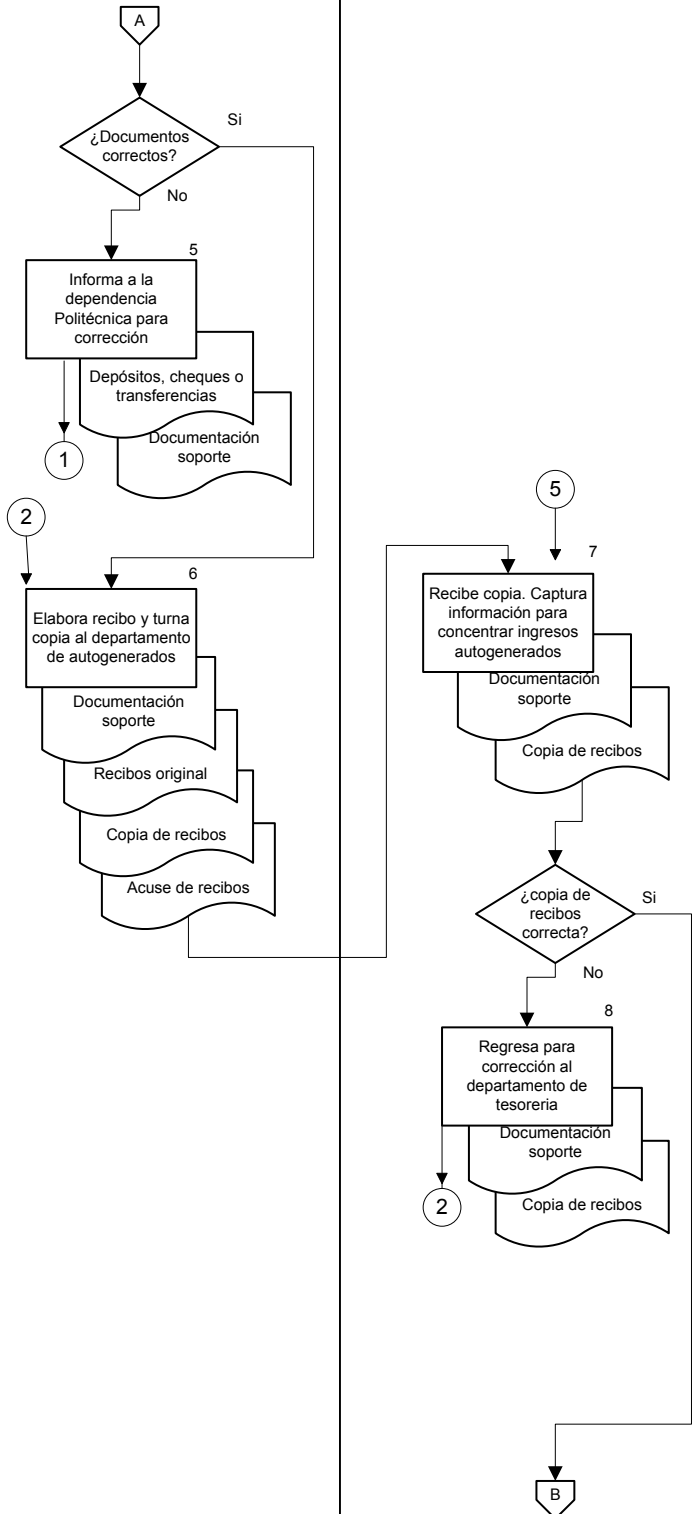 A
¿Documentos
correctos?
Si
No
5
Informa a la
dependencia
Politécnica para
corrección
Depósitos, cheques o
transferencias
Documentación
soporte
1
2
6
Elabora recibo y turna
copia al departamento
de autogenerados
Documentación
soporte
Recibos original
Copia de recibos
Acuse de recibos
5
7
Recibe copia. Captura
información para
concentrar ingresos
autogenerados
Documentación
soporte
Copia de recibos
¿copia de
recibos
correcta?
Si
No
8
Regresa para
corrección al
departamento de
tesoreria
Documentación
soporte
Copia de recibos
2
B